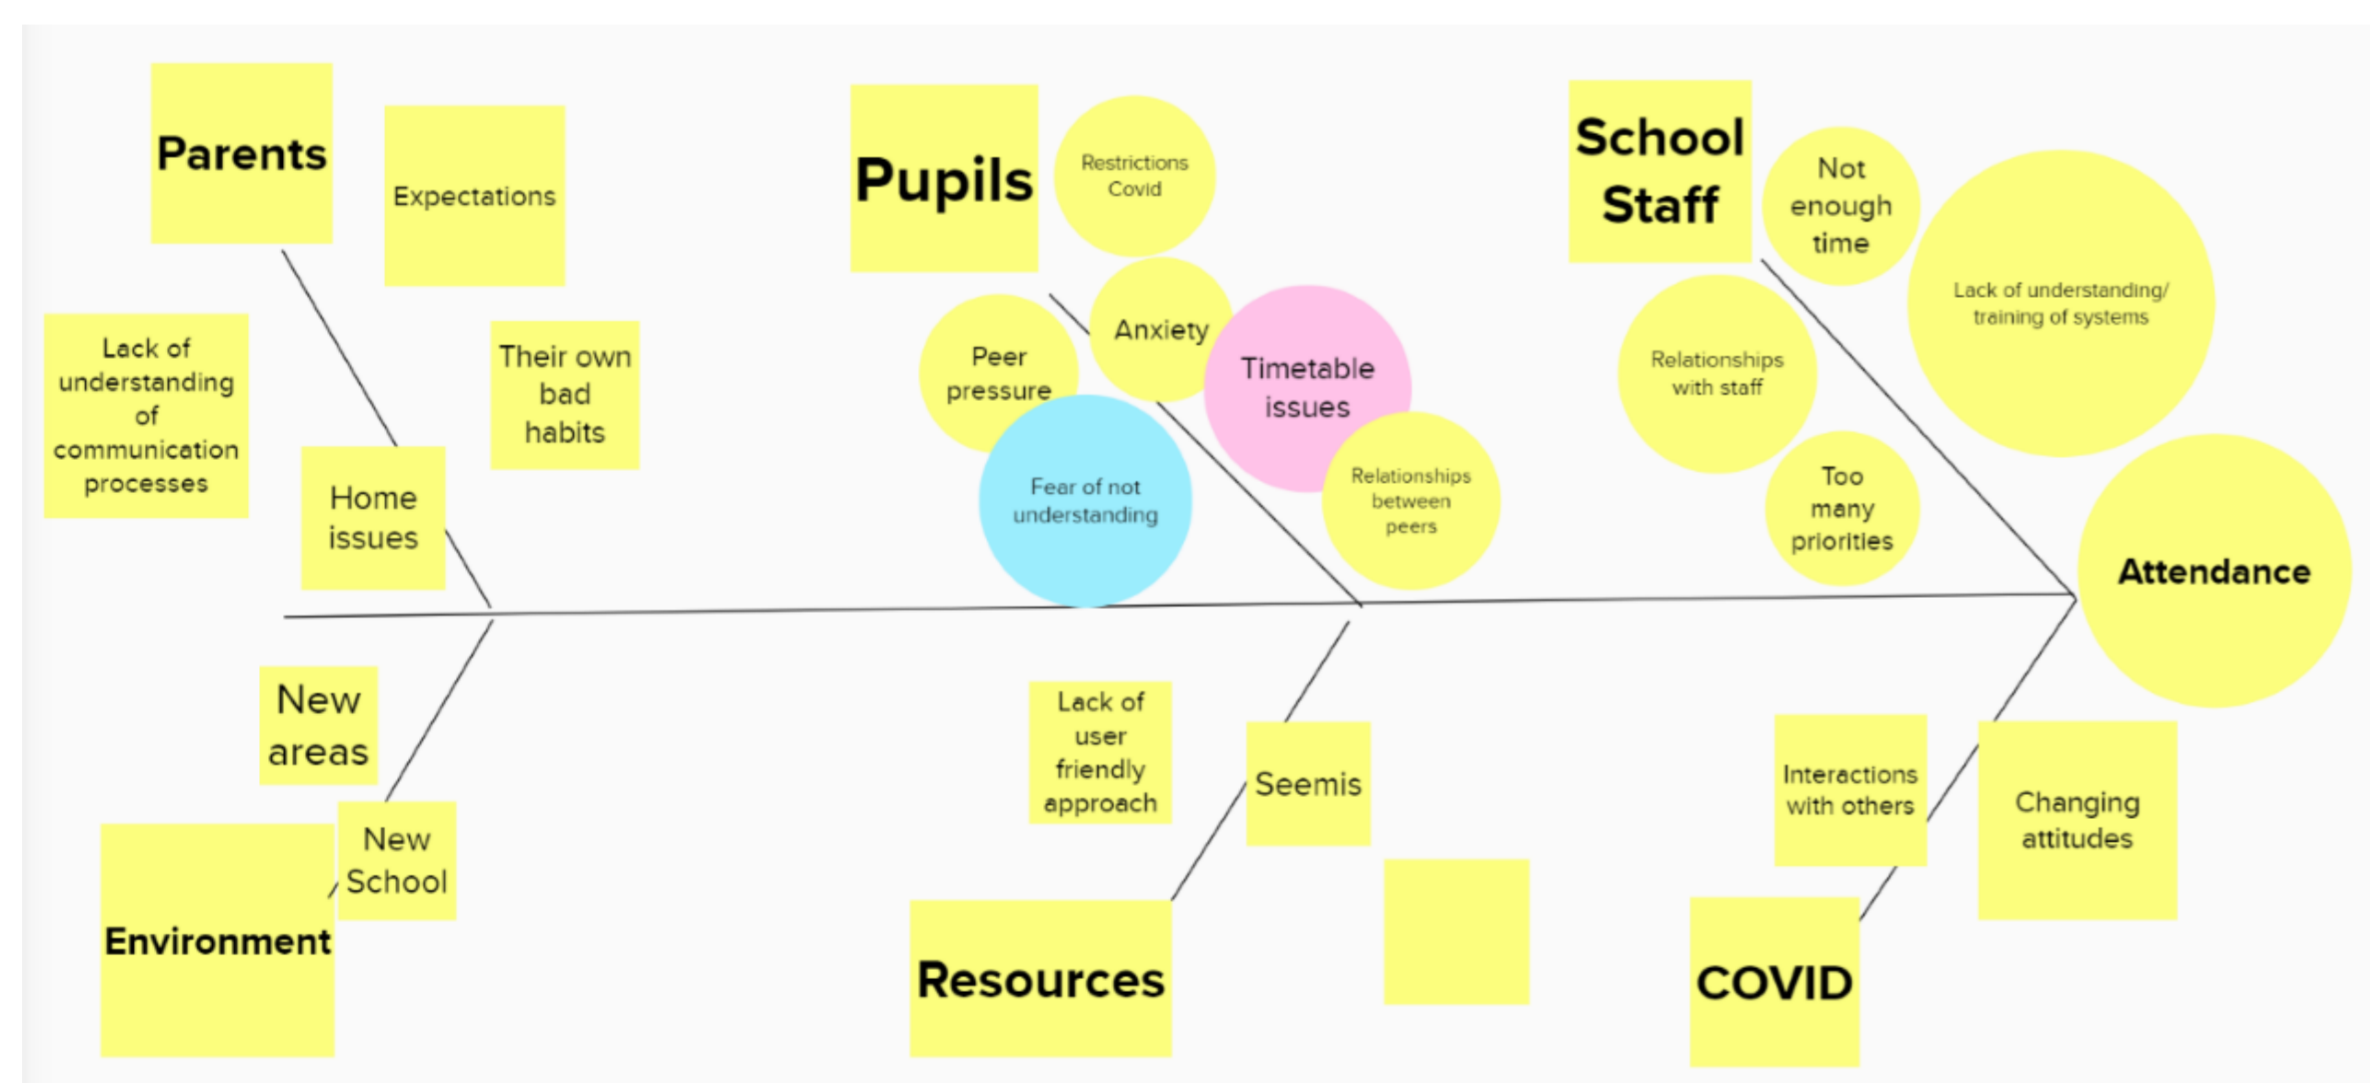 Parents
Expectations
Lack of
understanding
of
communication
processes
Their own
bad
habits
Home
issues
Pupils
Restrictions
Covid
Anxiety
Peer
pressure
Timetable
issues
Fear of not
understanding
Relationships
between
peers
School
Staff
Not
enough
time
Lack of understanding/
training of systems
Relationships
with staff
Too
many
priorities
Attendance
New
areas
New
School
Environment
Lack of
user
friendly
approach
Seemis
Resources
Interactions
with others
Changing
attitudes
COVID